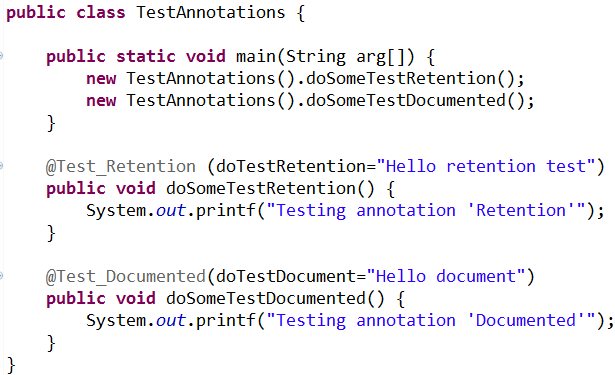 public class TestAnnotations {
public static void main(String arg[]) {
new TestAnnotations().doSomeTestRetention();
new TestAnnotations().doSomeTestDocumented();
}
@Test_Retention (doTestRetention="Hello retention test")
public void doSomeTestRetention() {
System.out.printf("Testing annotation 'Retention'");
}
@Test_Documented(doTestDocument="Hello document")
public void doSomeTestDocumented() {
System.out.printf("Testing annotation 'Documented'");
}
}